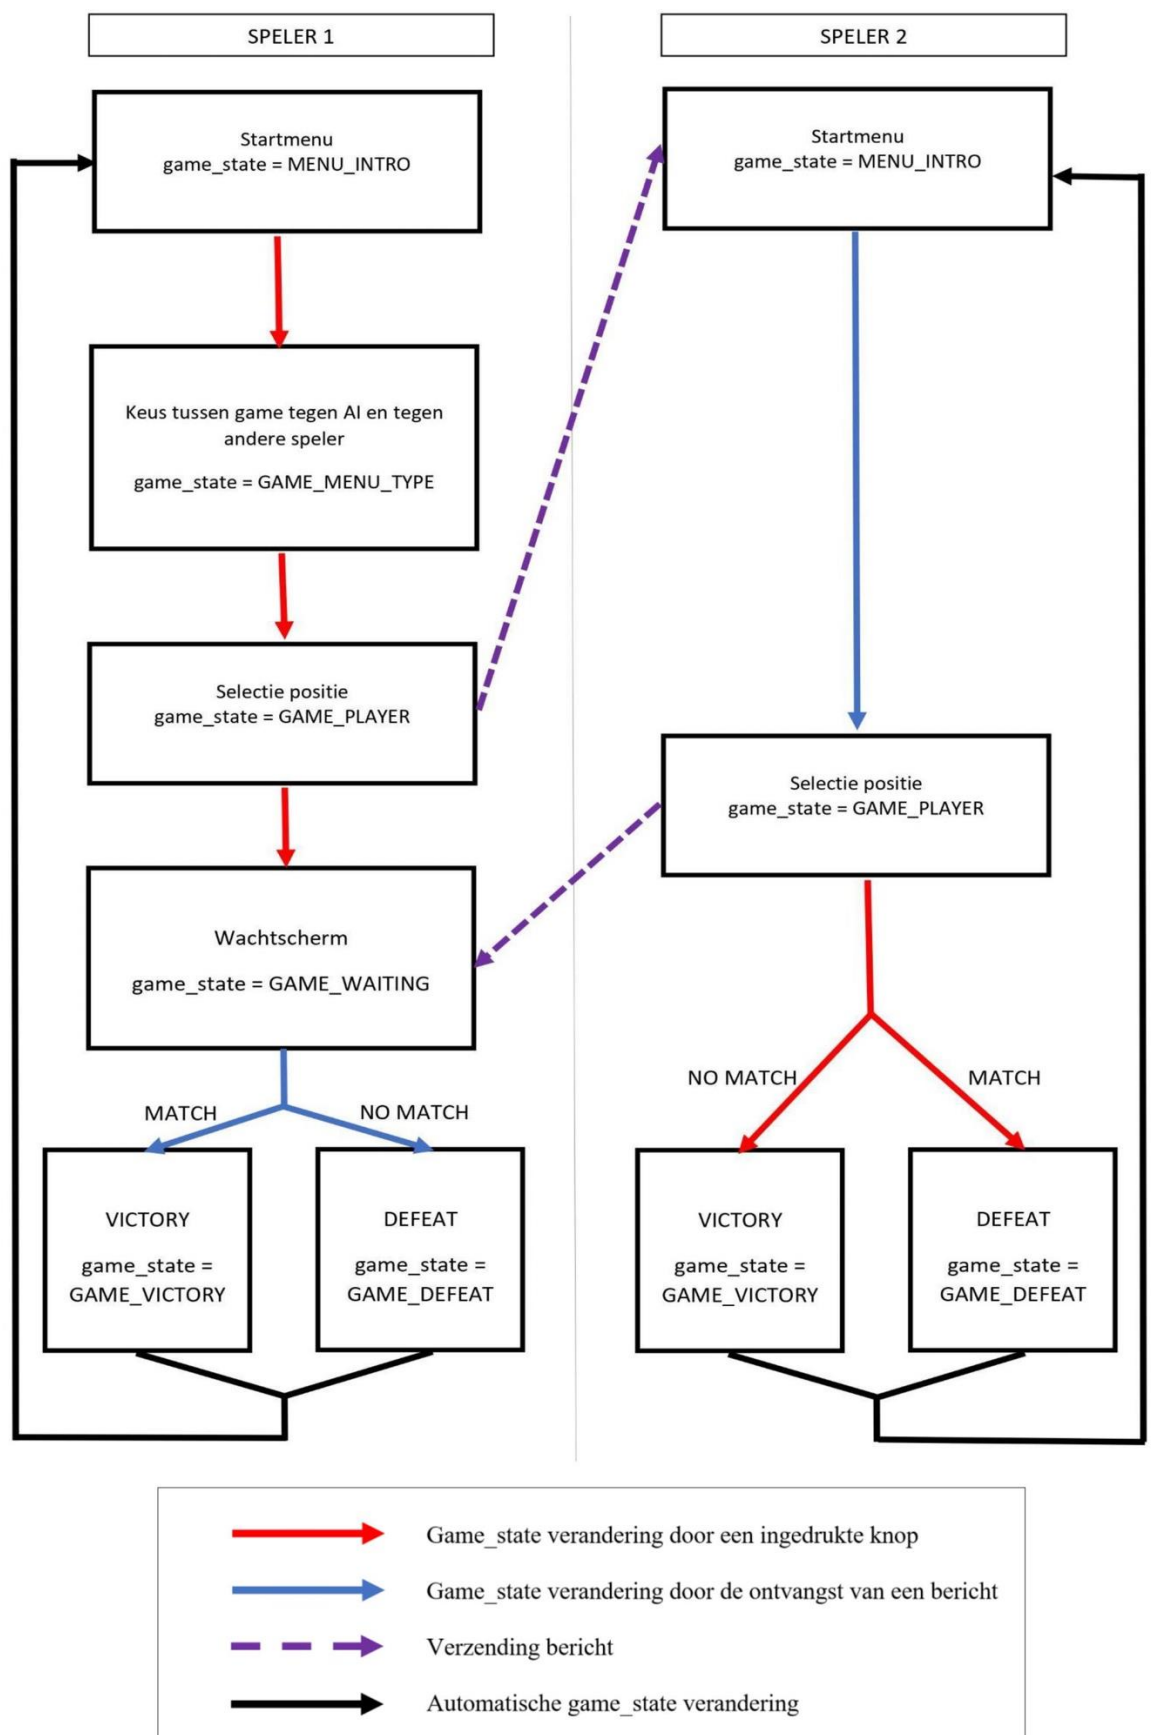 SPELER 1
Startmenu
game_state = MENU_INTRO
Keus tussen game tegen AI en tegen
andere speler
game_state = GAME_MENU_TYPE
Selectie positie
game_state = GAME_PLAYER
Wachtscherm
game_state = GAME_WAITING
MATCH
NO MATCH
VICTORY
game_state =
GAME_VICTORY
DEFEAT
game_state =
GAME_DEFEAT
SPELER 2
Startmenu
game_state = MENU_INTRO
Selectie positie
game_state = GAME_PLAYER
NO MATCH
MATCH
VICTORY
game_state =
GAME_VICTORY
DEFEAT
game_state =
GAME_DEFEAT
Game_state verandering door een ingedrukte knop
Game_state verandering door de ontvangst van een bericht
Verzending bericht
Automatische game_state verandering